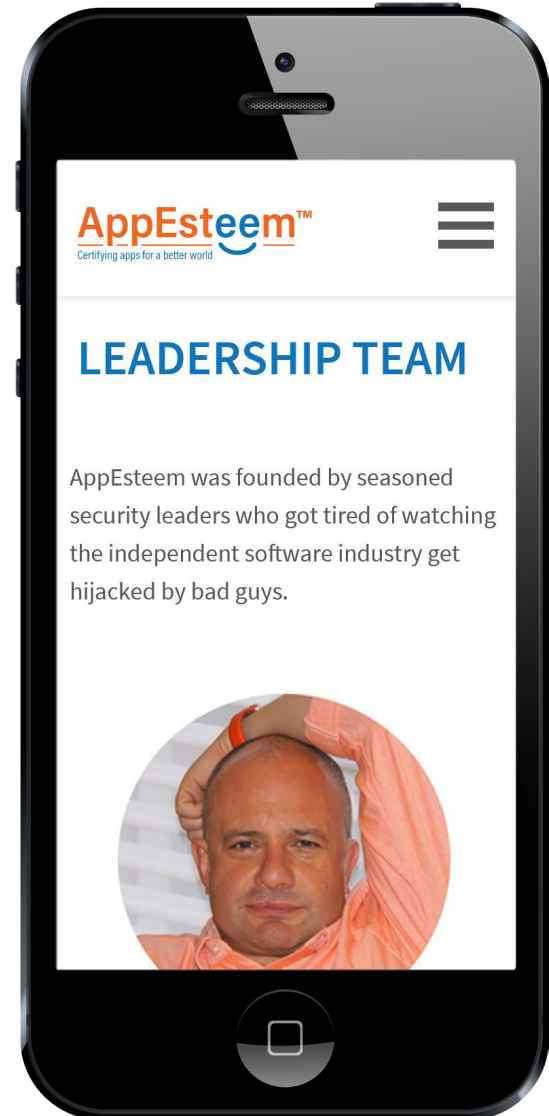 AppEsteem™
Certifying apps for a better world
LEADERSHIP TEAM
AppEsteem was founded by seasoned
security leaders who got tired of watching
the independent software industry get
hijacked by bad guys.